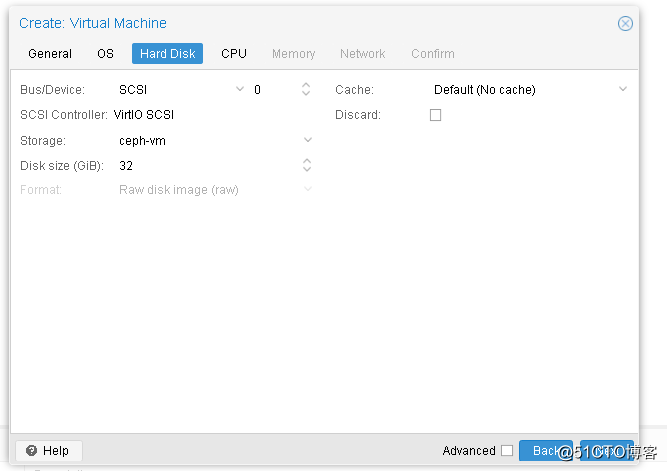 Create: Virtual Machine
General OS Hard Disk CPU Memory Network Confirm
Bus/Device: SCSI 0 Cache: Default (No cache)
SCSI Controller: VirtIO SCSI Discard:
Storage: ceph-vm
Disk size (GiB): 32
Format: Raw disk image (raw)
Help Advanced Back Next
@51CTO博客